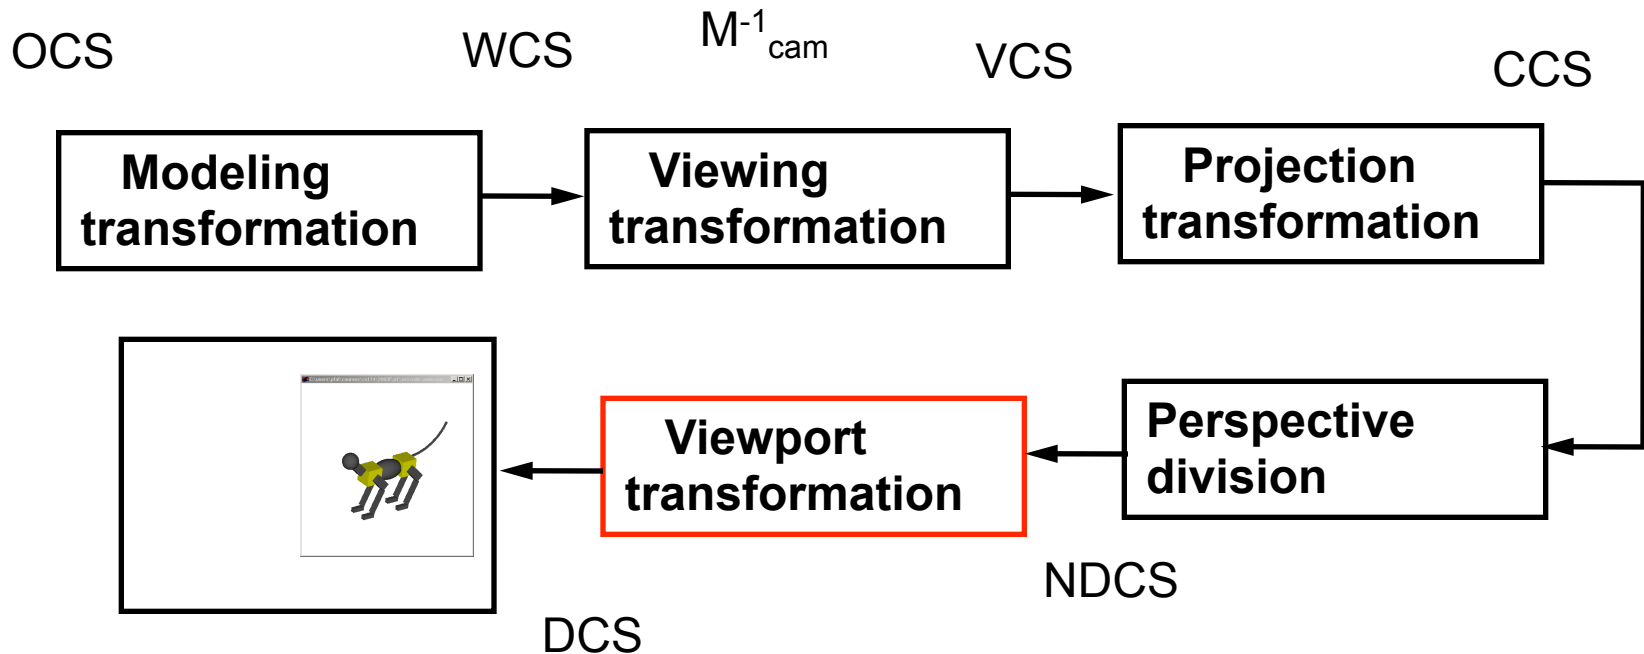 OCS
WCS
M-1cam
VCS
CCS
Modeling
transformation
Viewing
transformation
Projection
transformation
Viewport
transformation
Perspective
division
NDCS
DCS